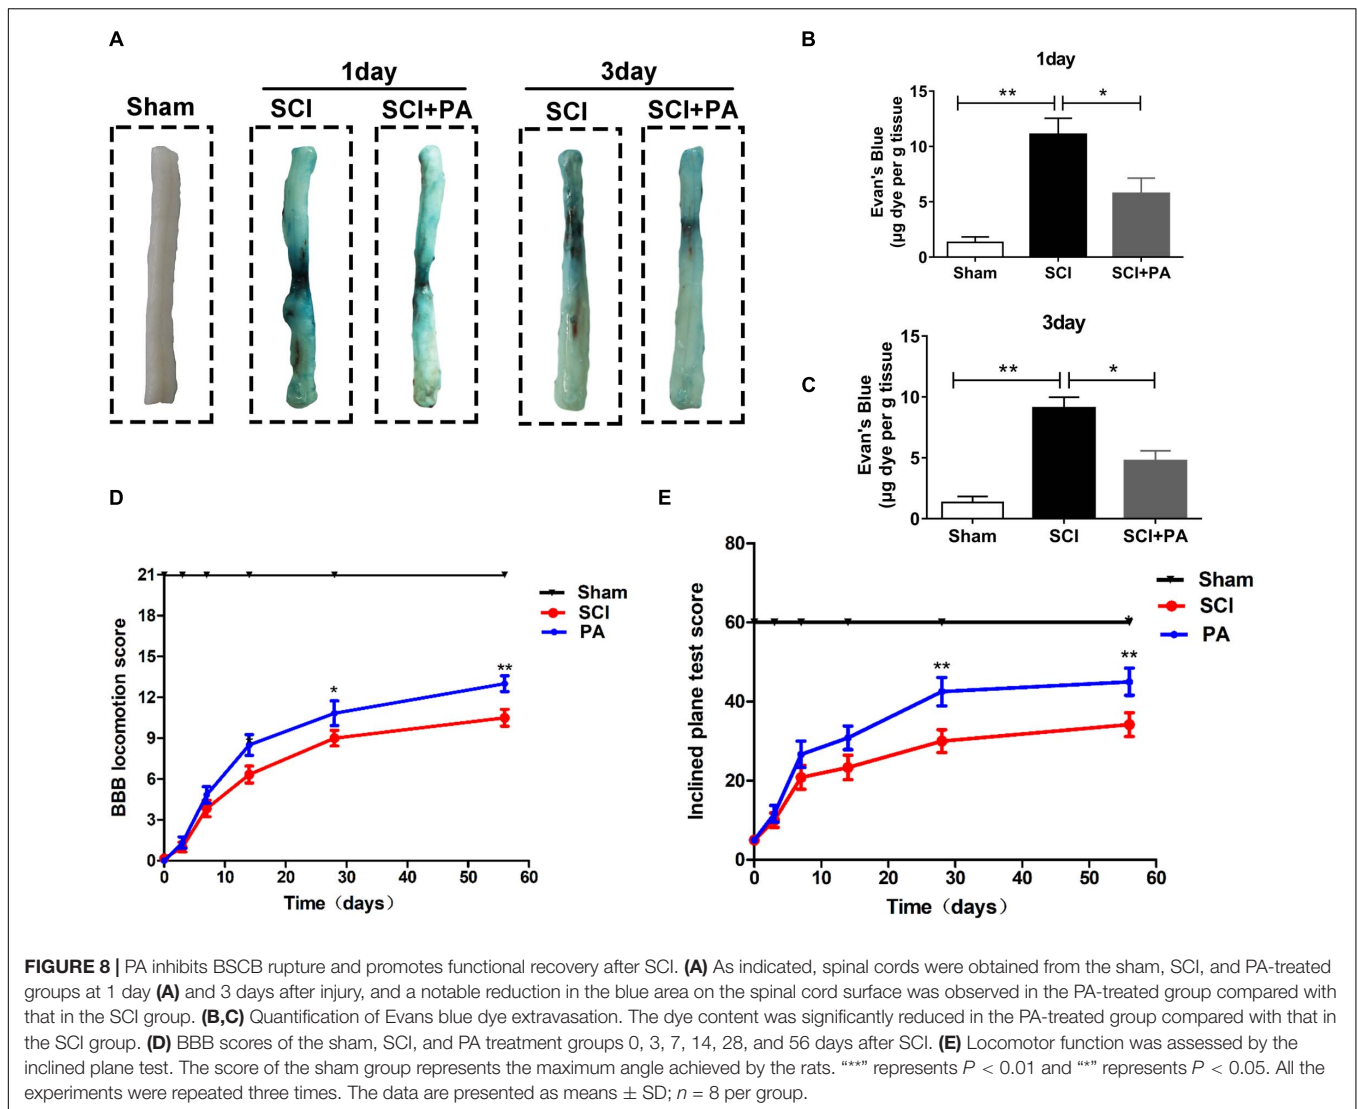 A
1day
3day
Sham
SCI
SCI+PA
SCI
SCI+PA
B
1day
Evan's Blue
(µg dye per g tissue
15
10
5
0
**
*
Sham
SCI
SCI+PA
C
3day
Evan's Blue
(µg dye per g tissue
15
10
5
0
**
*
Sham
SCI
SCI+PA
D
BBB locomotion score
21
18
15
12
9
6
3
0
*
*
**
0 10 20 30 40 50 60
Time（days）
Sham
SCI
PA
E
Inclined plane test score
80
60
40
20
0
**
**
*
0 10 20 30 40 50 60
Time（days）
Sham
SCI
PA
FIGURE 8 | PA inhibits BSCB rupture and promotes functional recovery after SCI. (A) As indicated, spinal cords were obtained from the sham, SCI, and PA-treated
groups at 1 day (A) and 3 days after injury, and a notable reduction in the blue area on the spinal cord surface was observed in the PA-treated group compared with
that in the SCI group. (B,C) Quantification of Evans blue dye extravasation. The dye content was significantly reduced in the PA-treated group compared with that in
the SCI group. (D) BBB scores of the sham, SCI, and PA treatment groups 0, 3, 7, 14, 28, and 56 days after SCI. (E) Locomotor function was assessed by the
inclined plane test. The score of the sham group represents the maximum angle achieved by the rats. “**” represents P < 0.01 and “*” represents P < 0.05. All the
experiments were repeated three times. The data are presented as means ± SD; n = 8 per group.